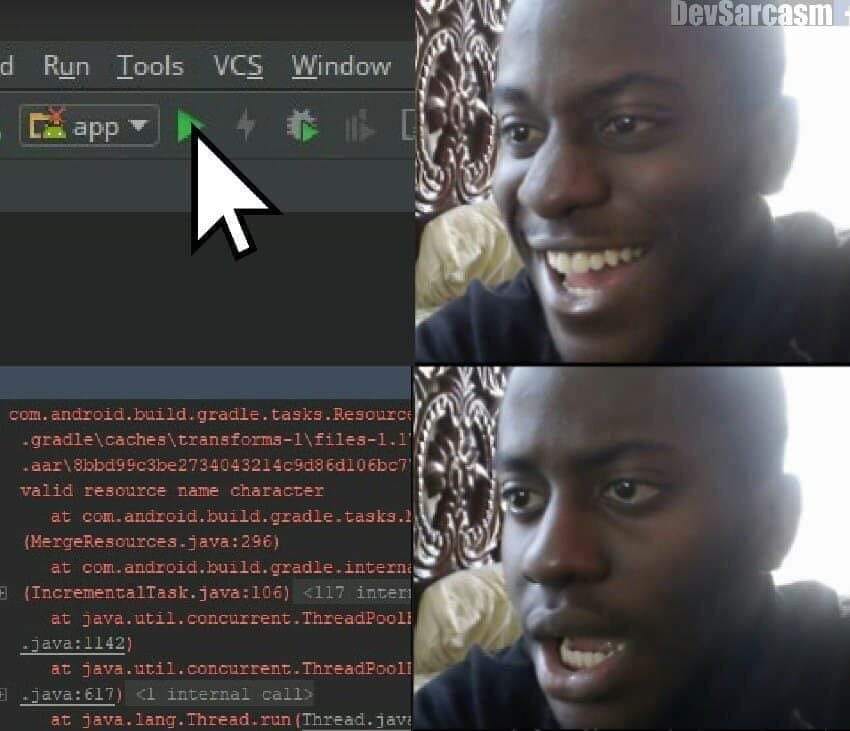 DevSarcasm
d Run Tools VCS Window
app
com.android.build.gradle.tasks.Resource
.gradle\caches\transforms-1\files-1.1
.aar\8bbd99c3be2734043214c9d86d106bc7
valid resource name character
at com.android.build.gradle.tasks.
(MergeResources.java:296)
at com.android.build.gradle.interna
(IncrementalTask.java:106) <117 inter
at java.util.concurrent.ThreadPool
.java:1142)
at java.util.concurrent.ThreadPool
.java:617) <1 internal call>
at java.lang.Thread.run(Thread.java